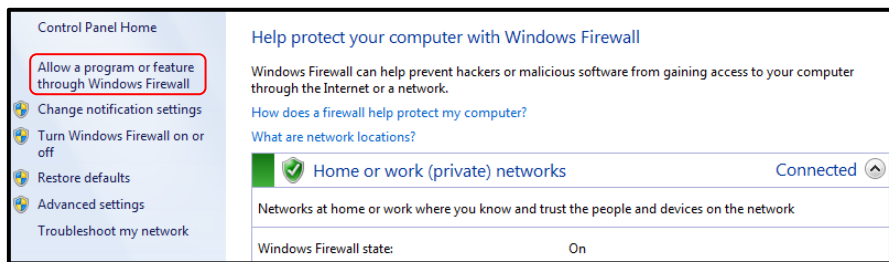 Control Panel Home
Allow a program or feature
through Windows Firewall
Change notification settings
Turn Windows Firewall on or
off
Restore defaults
Advanced settings
Troubleshoot my network
Help protect your computer with Windows Firewall
Windows Firewall can help prevent hackers or malicious software from gaining access to your computer
through the Internet or a network.
How does a firewall help protect my computer?
What are network locations?
Home or work (private) networks Connected
Networks at home or work where you know and trust the people and devices on the network
Windows Firewall state: On